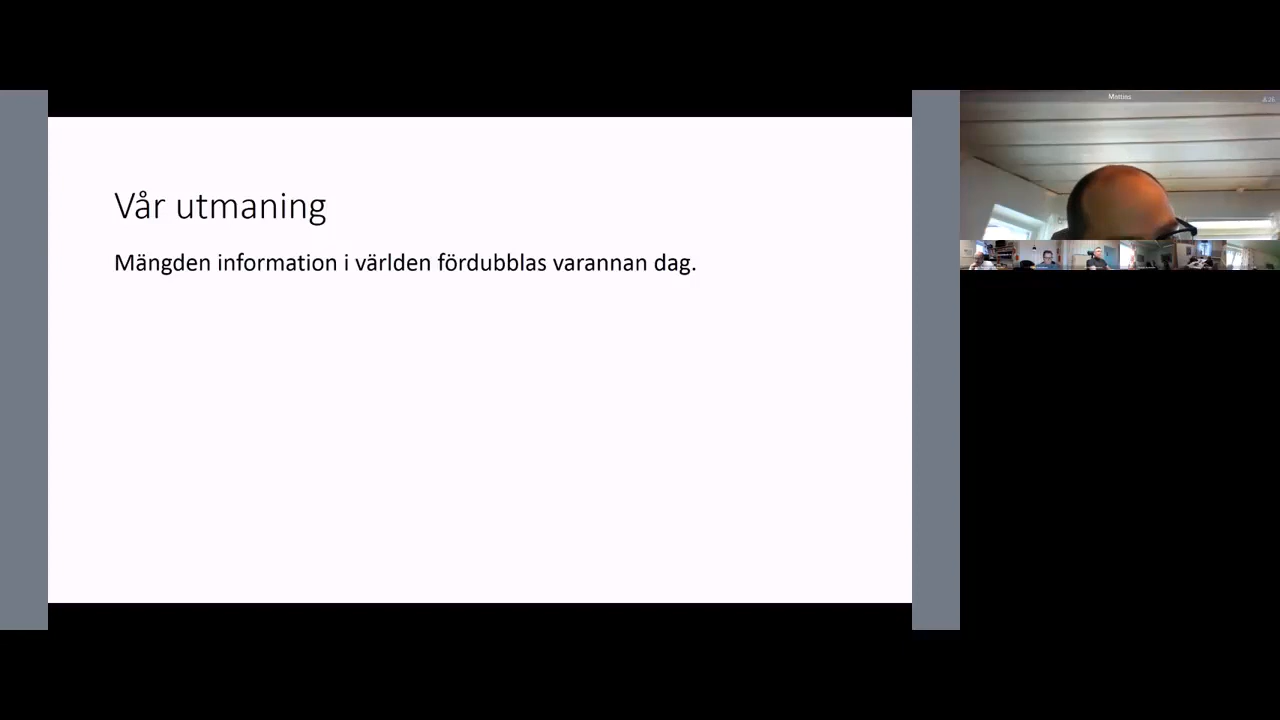 Vår utmaning
Mängden information i världen fördubblas varannan dag.